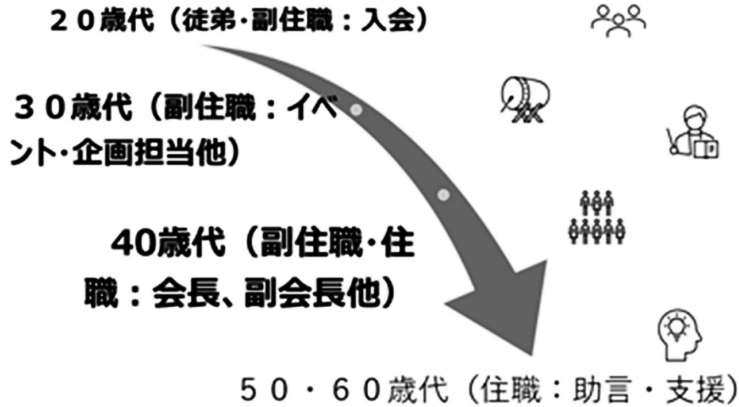 ２０歳代（徒弟･副住職：入会）
３０歳代（副住職：イベ
ント･企画担当他）
40歳代（副住職･住
職：会長、副会長他）
５０・６０歳代（住職：助言・支援）